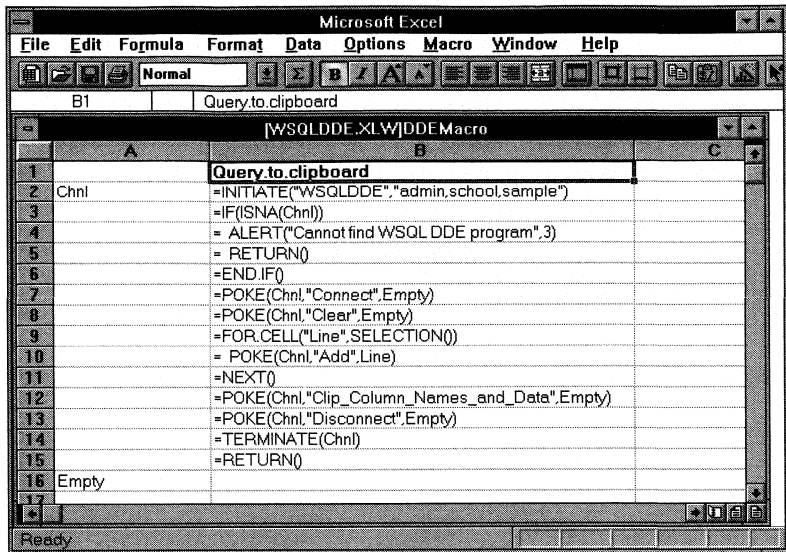 Microsoft Excel
File Edit Formula Format Data Options Macro Window Help
Normal Σ B I A A
B1 Query.to.clipboard
[WSQLDDE.XLW]DDEMacro
A B C
1 Query.to.clipboard
2 Chnl =INITIATE("WSQLDDE","admin,school,sample")
3 =IF(ISNA(Chnl))
4 = ALERT("Cannot find WSQL DDE program",3)
5 = RETURN()
6 =END.IF()
7 =POKE(Chnl,"Connect",Empty)
8 =POKE(Chnl,"Clear",Empty)
9 =FOR.CELL("Line",SELECTION())
10 = POKE(Chnl,"Add",Line)
11 =NEXT()
12 =POKE(Chnl,"Clip_Column_Names_and_Data",Empty)
13 =POKE(Chnl,"Disconnect",Empty)
14 =TERMINATE(Chnl)
15 =RETURN()
16 Empty
17
Ready